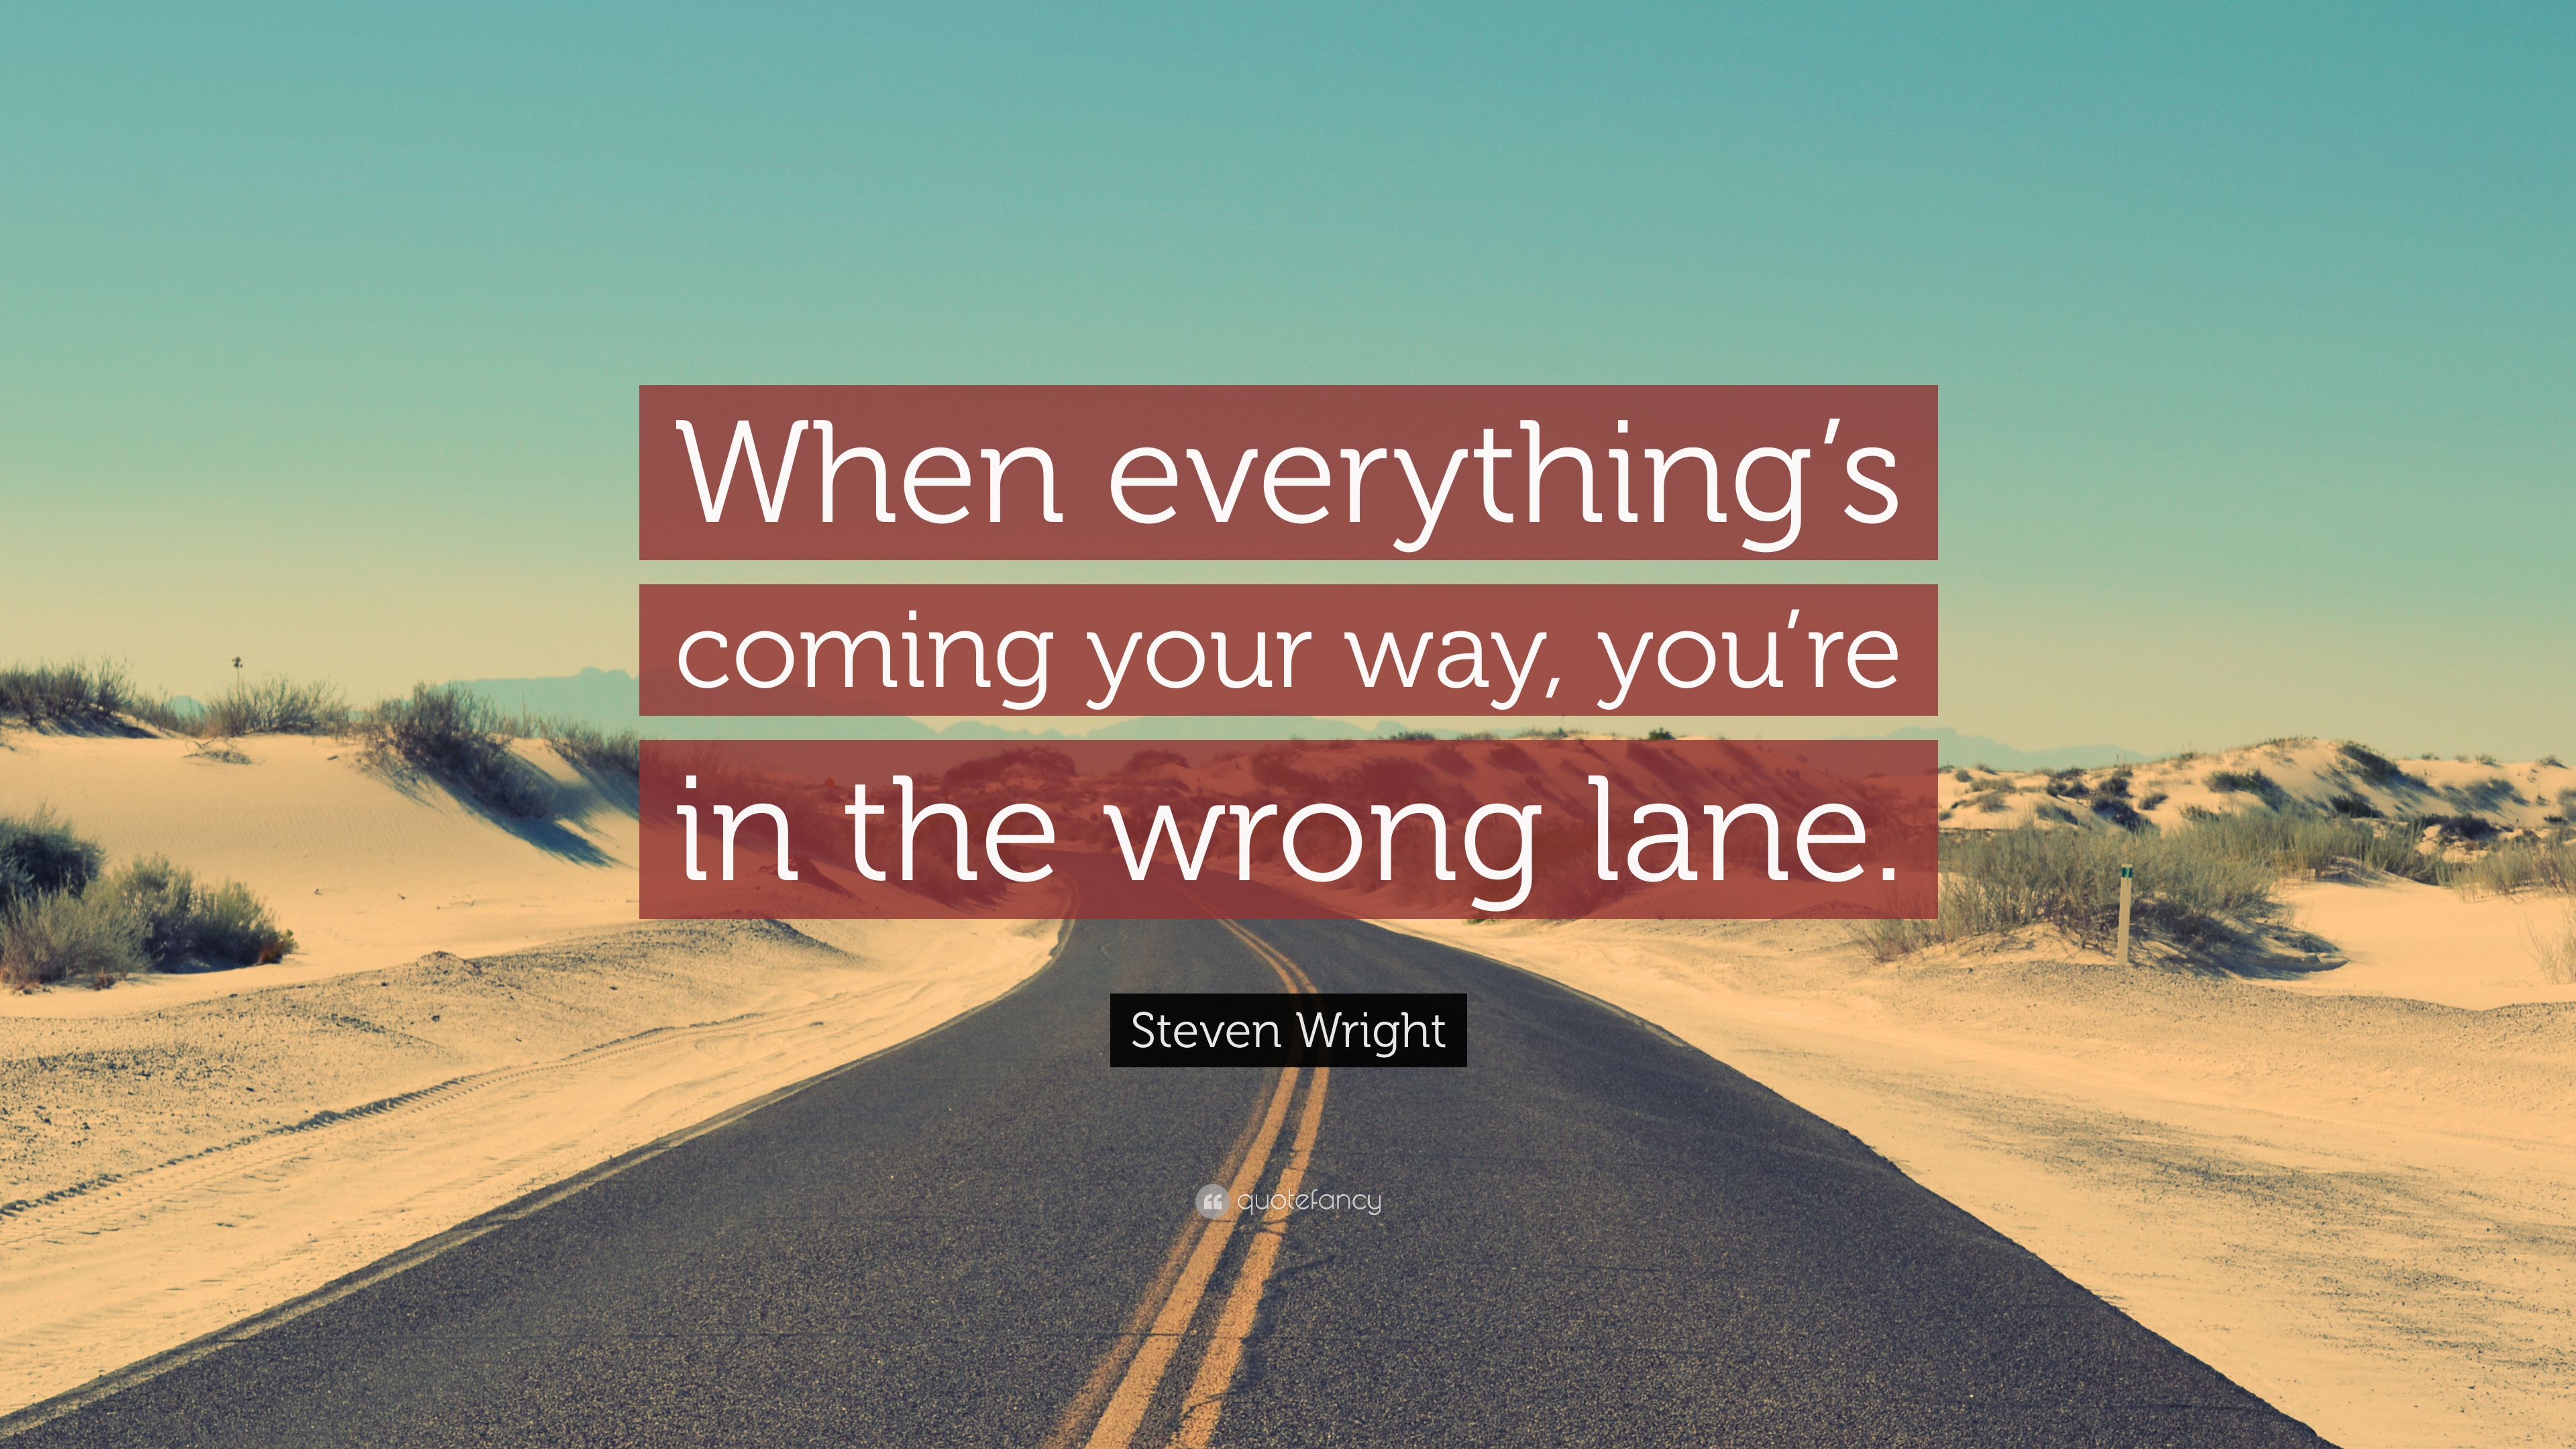 When everything’s
coming your way, you’re
in the wrong lane.
Steven Wright
quotefancy